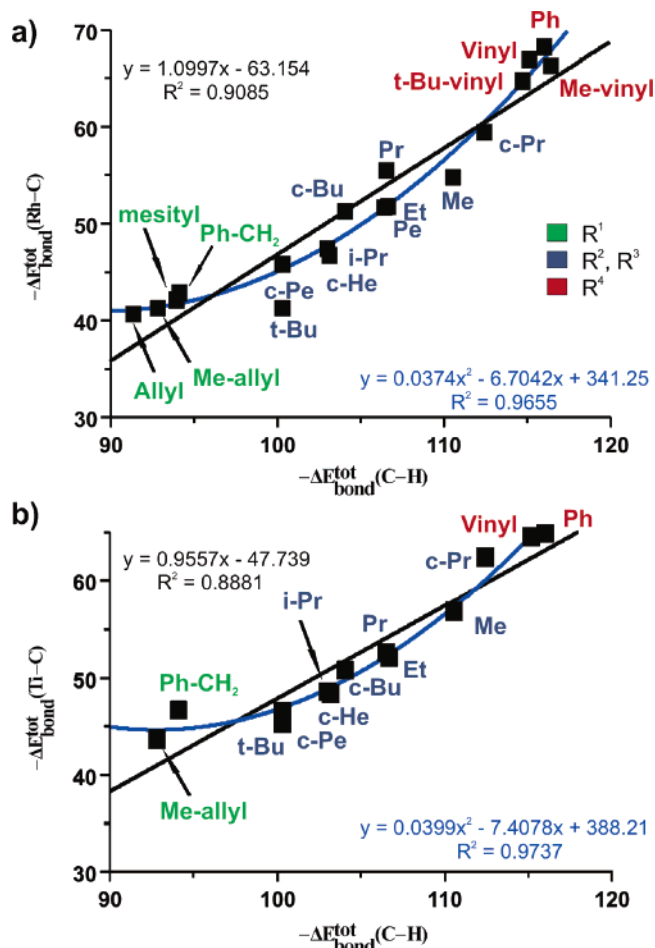 a)
y = 1.0997x - 63.154
R² = 0.9085
Ph
Vinyl
t-Bu-vinyl
Me-vinyl
c-Pr
Pr
c-Bu
Me
Et
Pe
mesityl
Ph-CH₂
i-Pr
c-He
c-Pe
t-Bu
Me-allyl
Allyl
R¹
R², R³
R⁴
y = 0.0374x² - 6.7042x + 341.25
R² = 0.9655
70
60
50
40
30
90
100
110
120
−ΔE^tot_bond(Rh−C)
−ΔE^tot_bond(C−H)
b)
y = 0.9557x - 47.739
R² = 0.8881
Vinyl
Ph
c-Pr
i-Pr
Me
Pr
Et
Ph-CH₂
c-Bu
c-He
t-Bu
c-Pe
Me-allyl
y = 0.0399x² - 7.4078x + 388.21
R² = 0.9737
60
50
40
30
90
100
110
120
−ΔE^tot_bond(Ti−C)
−ΔE^tot_bond(C−H)